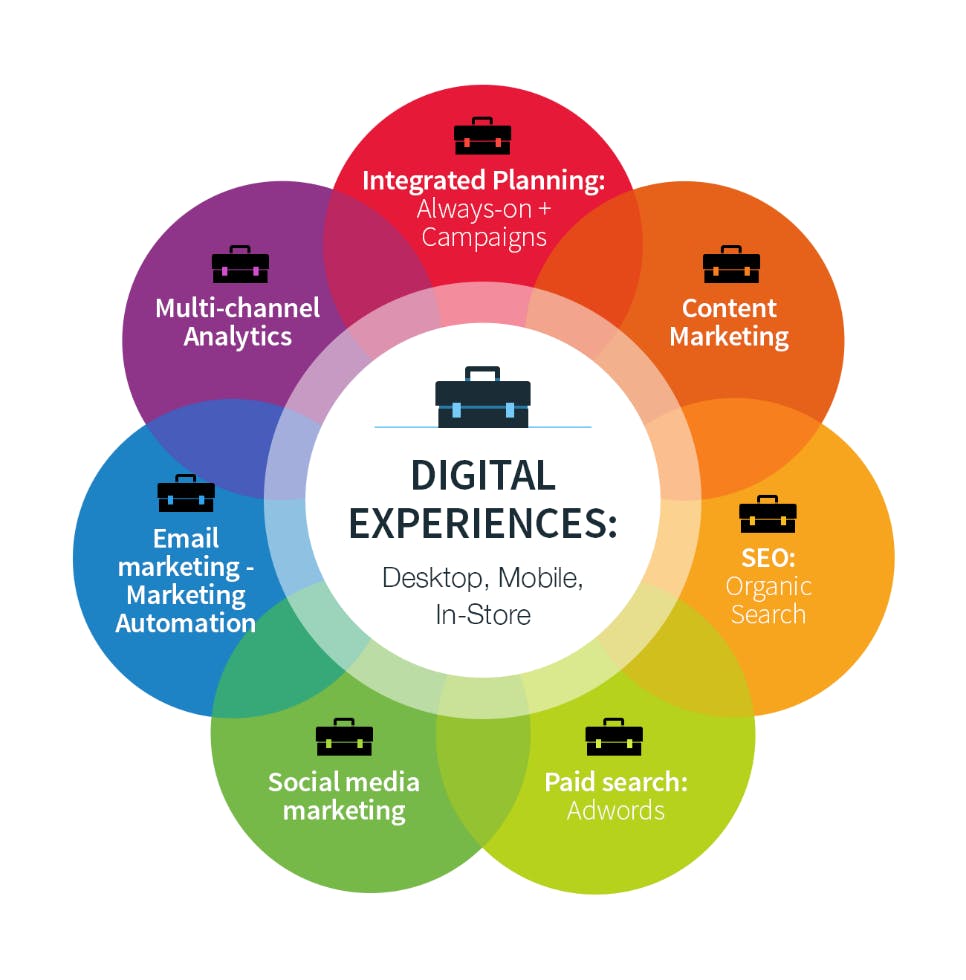 Integrated Planning:
Always-on +
Campaigns
Content
Marketing
SEO:
Organic
Search
Paid search:
Adwords
Social media
marketing
Email
marketing -
Marketing
Automation
Multi-channel
Analytics
DIGITAL
EXPERIENCES:
Desktop, Mobile,
In-Store